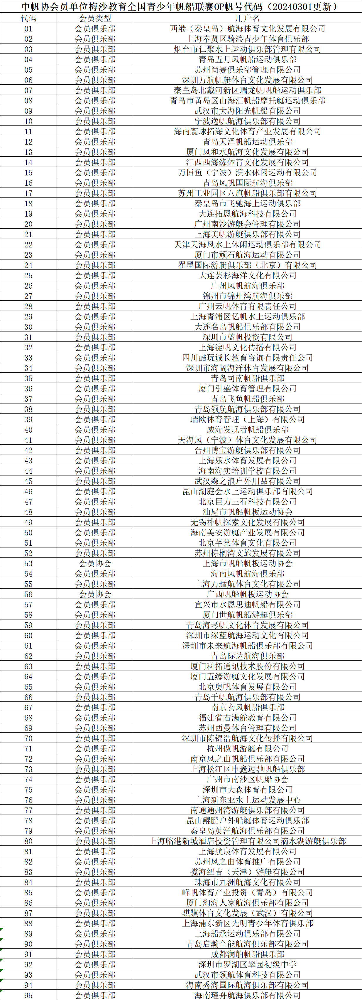 中帆协会员单位梅沙教育全国青少年帆船联赛OP帆号代码（20240301更新）
代码 会员类型 用户名
01 会员俱乐部 西港（秦皇岛）航海体育文化发展有限公司
02 会员俱乐部 上海奉贤区骑浪青少年体育俱乐部
03 会员俱乐部 烟台市仁聚水上运动俱乐部管理有限公司
04 会员俱乐部 青岛五月风帆船运动俱乐部
05 会员俱乐部 苏州尚赛俱乐部管理有限公司
06 会员俱乐部 深圳万航帆艇体育文化发展有限公司
07 会员俱乐部 秦皇岛北戴河新区瑞龙帆帆船运动俱乐部
08 会员俱乐部 青岛市黄岛区山海汇帆船摩托艇运动俱乐部
09 会员俱乐部 武汉市大海阳光帆船有限公司
10 会员俱乐部 宁波逸帆航海俱乐部有限公司
11 会员俱乐部 海南寰球拓海文化体育产业发展有限公司
12 会员俱乐部 青岛天泽帆船运动俱乐部
13 会员俱乐部 厦门风和水航海文化发展有限公司
14 会员俱乐部 江西西海缘体育文化发展有限公司
15 会员俱乐部 万博鱼（宁波）滨水休闲运动有限公司
16 会员俱乐部 青岛风帆国际航海俱乐部
17 会员俱乐部 苏州工业园区八旗帆船俱乐部有限公司
18 会员俱乐部 秦皇岛市飞驰海上运动俱乐部
19 会员俱乐部 大连拓恩航海科技有限公司
20 会员俱乐部 广州南沙游艇会管理有限公司
21 会员俱乐部 上海美帆游艇俱乐部有限公司
22 会员俱乐部 天津天海风水上休闲运动俱乐部有限公司
23 会员俱乐部 厦门市顽石航海运动有限公司
24 会员俱乐部 翟墨国际游艇俱乐部（北京）有限公司
25 会员俱乐部 大连芸杉海洋文化有限公司
26 会员俱乐部 广州风帆航海俱乐部
27 会员俱乐部 锦州市锦州湾航海俱乐部
28 会员俱乐部 广州云帆体育有限责任公司
29 会员俱乐部 上海青浦区亿帆水上运动俱乐部
30 会员俱乐部 大连名岛帆船俱乐部有限公司
31 会员俱乐部 深圳市蓝帆投资有限公司
32 会员俱乐部 上海淀帆文化传播有限公司
33 会员俱乐部 四川酷玩诚长教育咨询有限责任公司
34 会员俱乐部 深圳市海阔海洋体育发展有限公司
35 会员俱乐部 青岛司南帆船俱乐部
36 会员俱乐部 厦门引盛体育管理有限公司
37 会员俱乐部 青岛飞鱼帆船俱乐部
38 会员俱乐部 青岛领航航海俱乐部有限公司
39 会员俱乐部 瑞欧体育管理（上海）有限公司
40 会员俱乐部 威海发现者帆船俱乐部
41 会员俱乐部 天海风（宁波）体育文化发展有限公司
42 会员俱乐部 台州博宝游艇俱乐部有限公司
43 会员俱乐部 上海乐水体育发展有限公司
44 会员俱乐部 海南海实培训学校有限公司
45 会员俱乐部 武汉森之浪户外用品有限公司
46 会员俱乐部 昆山湖庭会水上运动俱乐部有限公司
47 会员俱乐部 北京巨力三石科技有限公司
48 会员俱乐部 汕尾市帆船帆板运动协会
49 会员俱乐部 无锡朴帆探索文化发展有限公司
50 会员俱乐部 海南美安游艇产业发展有限公司
51 会员俱乐部 北京芊棠体育文化有限公司
52 会员俱乐部 苏州棕榈湾文旅发展有限公司
53 会员协会 上海市帆船帆板运动协会
54 会员俱乐部 海南风帆航海俱乐部
55 会员俱乐部 上海万艋航体育文化有限公司
56 会员协会 广西帆船帆板运动协会
57 会员俱乐部 宜兴市水恩思迪帆船有限公司
58 会员俱乐部 厦门世航帆船游艇俱乐部
59 会员俱乐部 青岛海琴帆文化体育发展有限公司
60 会员俱乐部 深圳市深蓝航海运动文化有限公司
61 会员俱乐部 深圳市未来航海帆船俱乐部有限公司
62 会员俱乐部 青岛际达航海俱乐部
63 会员俱乐部 厦门科拓通讯技术股份有限公司
64 会员俱乐部 厦门五缘游艇文化发展有限公司
65 会员俱乐部 北京奥帆体育发展有限公司
66 会员俱乐部 青岛千帆航海俱乐部有限公司
67 会员俱乐部 南京玄风帆船俱乐部
68 会员俱乐部 福建省右满舵教育有限公司
69 会员俱乐部 苏州西曼体育管理有限公司
70 会员俱乐部 深圳市陈锦浩航海文化传播有限公司
71 会员俱乐部 杭州傲帆游艇有限公司
72 会员俱乐部 南京风之曲帆船俱乐部有限公司
73 会员俱乐部 上海松江区申鑫迈驰帆船俱乐部
74 会员俱乐部 广州市南沙区帆船协会
75 会员俱乐部 深圳市大森体育有限公司
76 会员俱乐部 上海新东亚水上运动发展中心
77 会员俱乐部 南通通州湾游艇俱乐部有限公司
78 会员俱乐部 昆山鲲鹏户外船艇体育运动俱乐部
79 会员俱乐部 秦皇岛英洋航海俱乐部有限公司
80 会员俱乐部 上海临港新城酒店投资管理有限公司滴水湖游艇俱乐部
81 会员俱乐部 上海航宸体育发展有限公司
82 会员俱乐部 苏州风之曲体育推广有限公司
83 会员俱乐部 揽海纽吉（天津）游艇有限公司
84 会员俱乐部 珠海市九洲航海文化有限公司
85 会员俱乐部 峰帆体育产业投资（青岛）有限公司
86 会员俱乐部 厦门淘海人家航海俱乐部有限公司
87 会员俱乐部 骐骥体育文化发展（武汉）有限公司
88 会员俱乐部 上海浦东新区光明青少年体育俱乐部
89 会员俱乐部 上海船承运动俱乐部有限公司
90 会员俱乐部 青岛启瀚全能航海俱乐部有限公司
91 会员俱乐部 成都澜舶帆船俱乐部
92 会员俱乐部 深圳市罗湖区翠园初级中学
93 会员俱乐部 武汉市领航体育科技有限公司
94 会员俱乐部 海南秀海国际航海俱乐部有限公司
95 会员俱乐部 海南瑾舟航海俱乐部有限公司